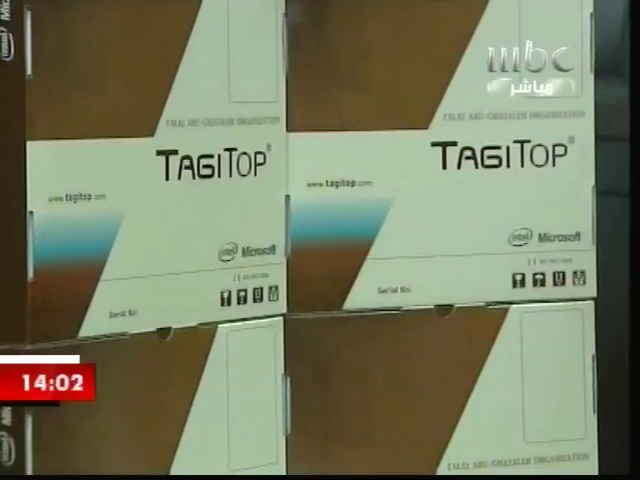 mbc
مباشر
TALAL ABU-GHAZALEH ORGANIZATION
TALAL ABU-GHAZALEH ORGANIZATION
TAGITOP®
TAGITOP®
www.tagitop.com
www.tagitop.com
intel Microsoft
intel Microsoft
Serial No:
Serial No:
14:02
TALAL ABU-GHAZALEH ORGANIZATION